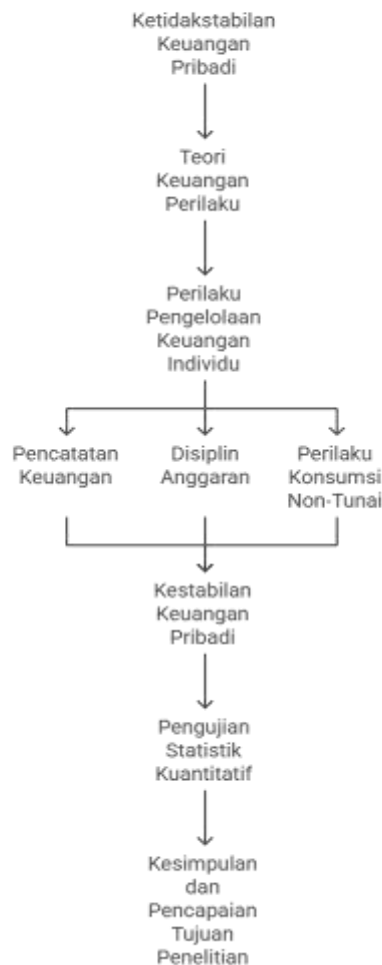 Ketidakstabilan
Keuangan
Pribadi
Teori
Keuangan
Perilaku
Perilaku
Pengelolaan
Keuangan
Individu
Pencatatan
Keuangan
Disiplin
Anggaran
Perilaku
Konsumsi
Non-Tunai
Kestabilan
Keuangan
Pribadi
Pengujian
Statistik
Kuantitatif
Kesimpulan
dan
Pencapaian
Tujuan
Penelitian